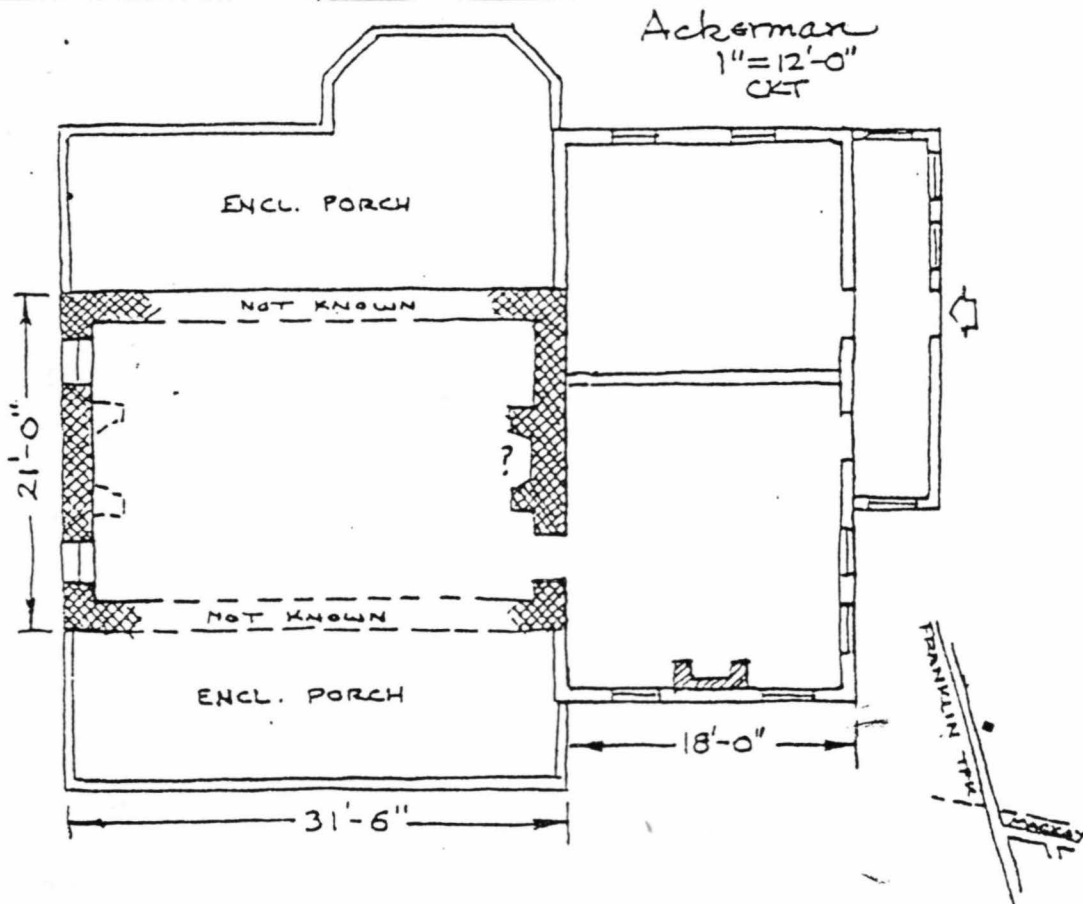 Ackerman
1"=12'-0"
CKT
ENCL. PORCH
NOT KNOWN
21'-0"
?
NOT KNOWN
ENCL. PORCH
18'-0"
31'-6"
FRANKLIN TPK
MACKAY